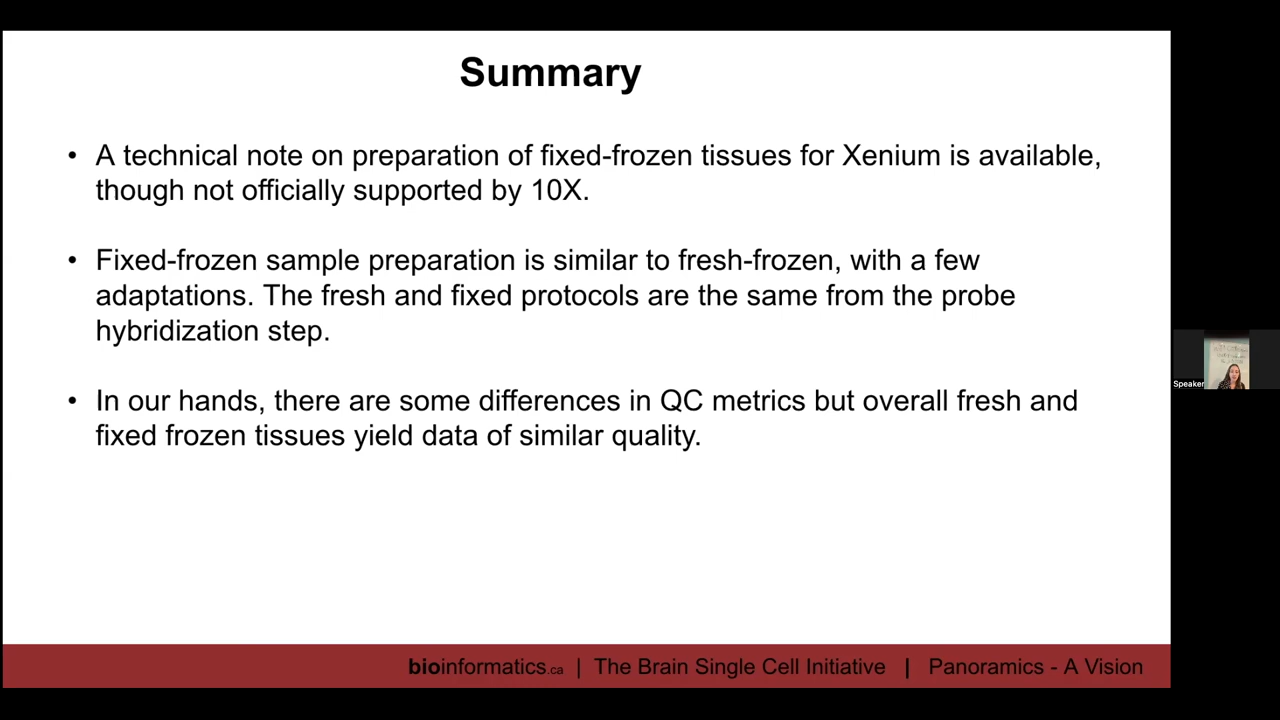 Summary
• A technical note on preparation of fixed-frozen tissues for Xenium is available,
though not officially supported by 10X.
• Fixed-frozen sample preparation is similar to fresh-frozen, with a few
adaptations. The fresh and fixed protocols are the same from the probe
hybridization step.
• In our hands, there are some differences in QC metrics but overall fresh and
fixed frozen tissues yield data of similar quality.
Speaker
bioinformatics.ca | The Brain Single Cell Initiative | Panoramics - A Vision